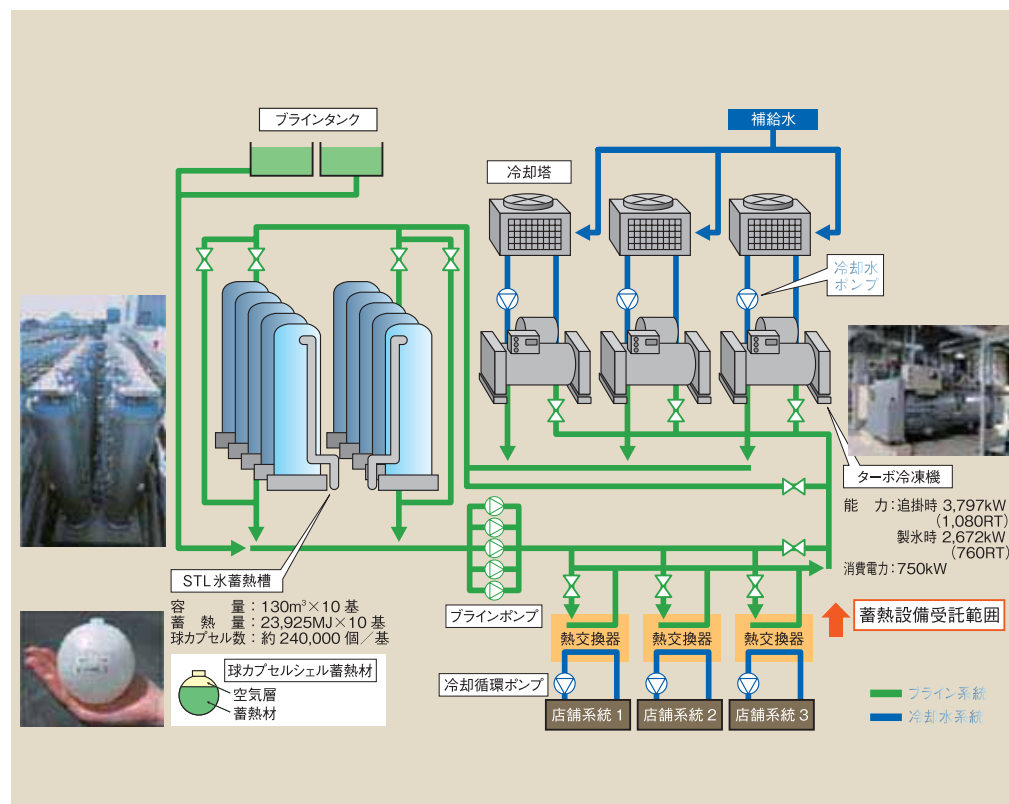 ブラインタンク
補給水
冷却塔
冷却水
ポンプ
ターボ冷凍機
能　力：追掛時 3,797kW
(1,080RT)
製氷時 2,672kW
(760RT)
消費電力：750kW
STL氷蓄熱槽
容　　量：130m³×10基
蓄 熱 量：23,925MJ×10基
球カプセル数：約240,000個／基
球カプセルシェル蓄熱材
空気層
蓄熱材
ブラインポンプ
蓄熱設備受託範囲
熱交換器
熱交換器
熱交換器
冷却循環ポンプ
店舗系統1
店舗系統2
店舗系統3
ブライン系統
冷却水系統